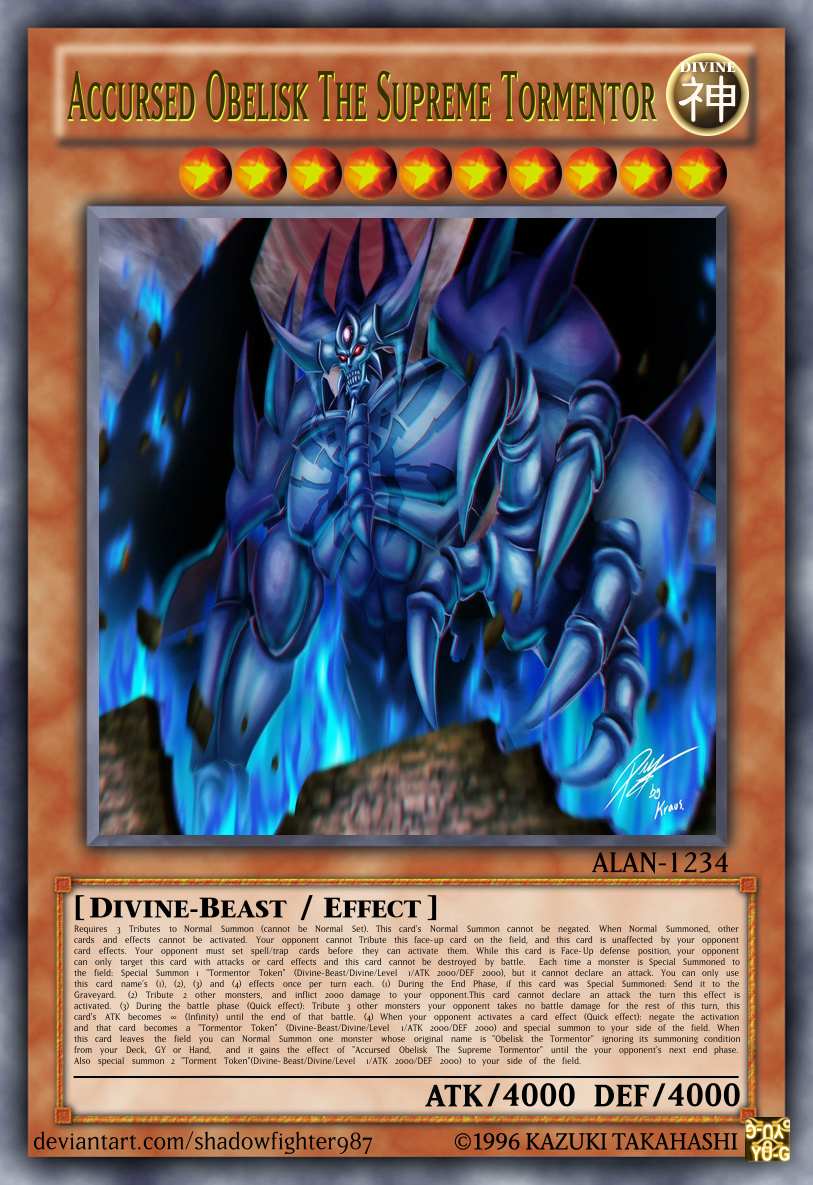 Accursed Obelisk The Supreme Tormentor
DIVINE
神
by
Kraus.
ALAN-1234
[ Divine-Beast / Effect ]
Requires 3 Tributes to Normal Summon (cannot be Normal Set). This card's Normal Summon cannot be negated. When Normal Summoned, other
cards and effects cannot be activated. Your opponent cannot Tribute this face-up card on the field, and this card is unaffected by your opponent
card effects. Your opponent must set spell/trap cards before they can activate them. While this card is Face-Up defense position, your opponent
can only target this card with attacks or card effects and this card cannot be destroyed by battle. Each time a monster is Special Summoned to
the field: Special Summon 1 "Tormentor Token" (Divine-Beast/Divine/Level 1/ATK 2000/DEF 2000), but it cannot declare an attack. You can only use
this card name's (1), (2), (3) and (4) effects once per turn each. (1) During the End Phase, if this card was Special Summoned: Send it to the
Graveyard. (2) Tribute 2 other monsters, and inflict 2000 damage to your opponent.This card cannot declare an attack the turn this effect is
activated. (3) During the battle phase (Quick effect): Tribute 3 other monsters your opponent takes no battle damage for the rest of this turn, this
card's ATK becomes ∞ (Infinity) until the end of that battle. (4) When your opponent activates a card effect (Quick effect): negate the activation
and that card becomes a "Tormentor Token" (Divine-Beast/Divine/Level 1/ATK 2000/DEF 2000) and special summon to your side of the field. When
this card leaves the field you can Normal Summon one monster whose original name is "Obelisk the Tormentor" ignoring its summoning condition
from your Deck, GY or Hand, and it gains the effect of "Accursed Obelisk The Supreme Tormentor" until the your opponent's next end phase.
Also special summon 2 "Torment Token"(Divine- Beast/Divine/Level 1/ATK 2000/DEF 2000) to your side of the field.
ATK/4000 DEF/4000
deviantart.com/shadowfighter987
©1996 KAZUKI TAKAHASHI
YU-G